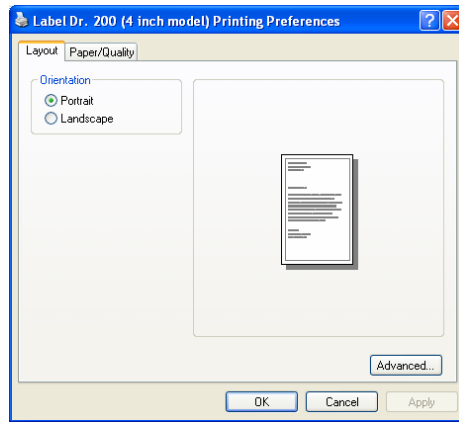 Label Dr. 200 (4 inch model) Printing Preferences
Layout Paper/Quality
Orientation
Portrait
Landscape
Advanced...
OK Cancel Apply